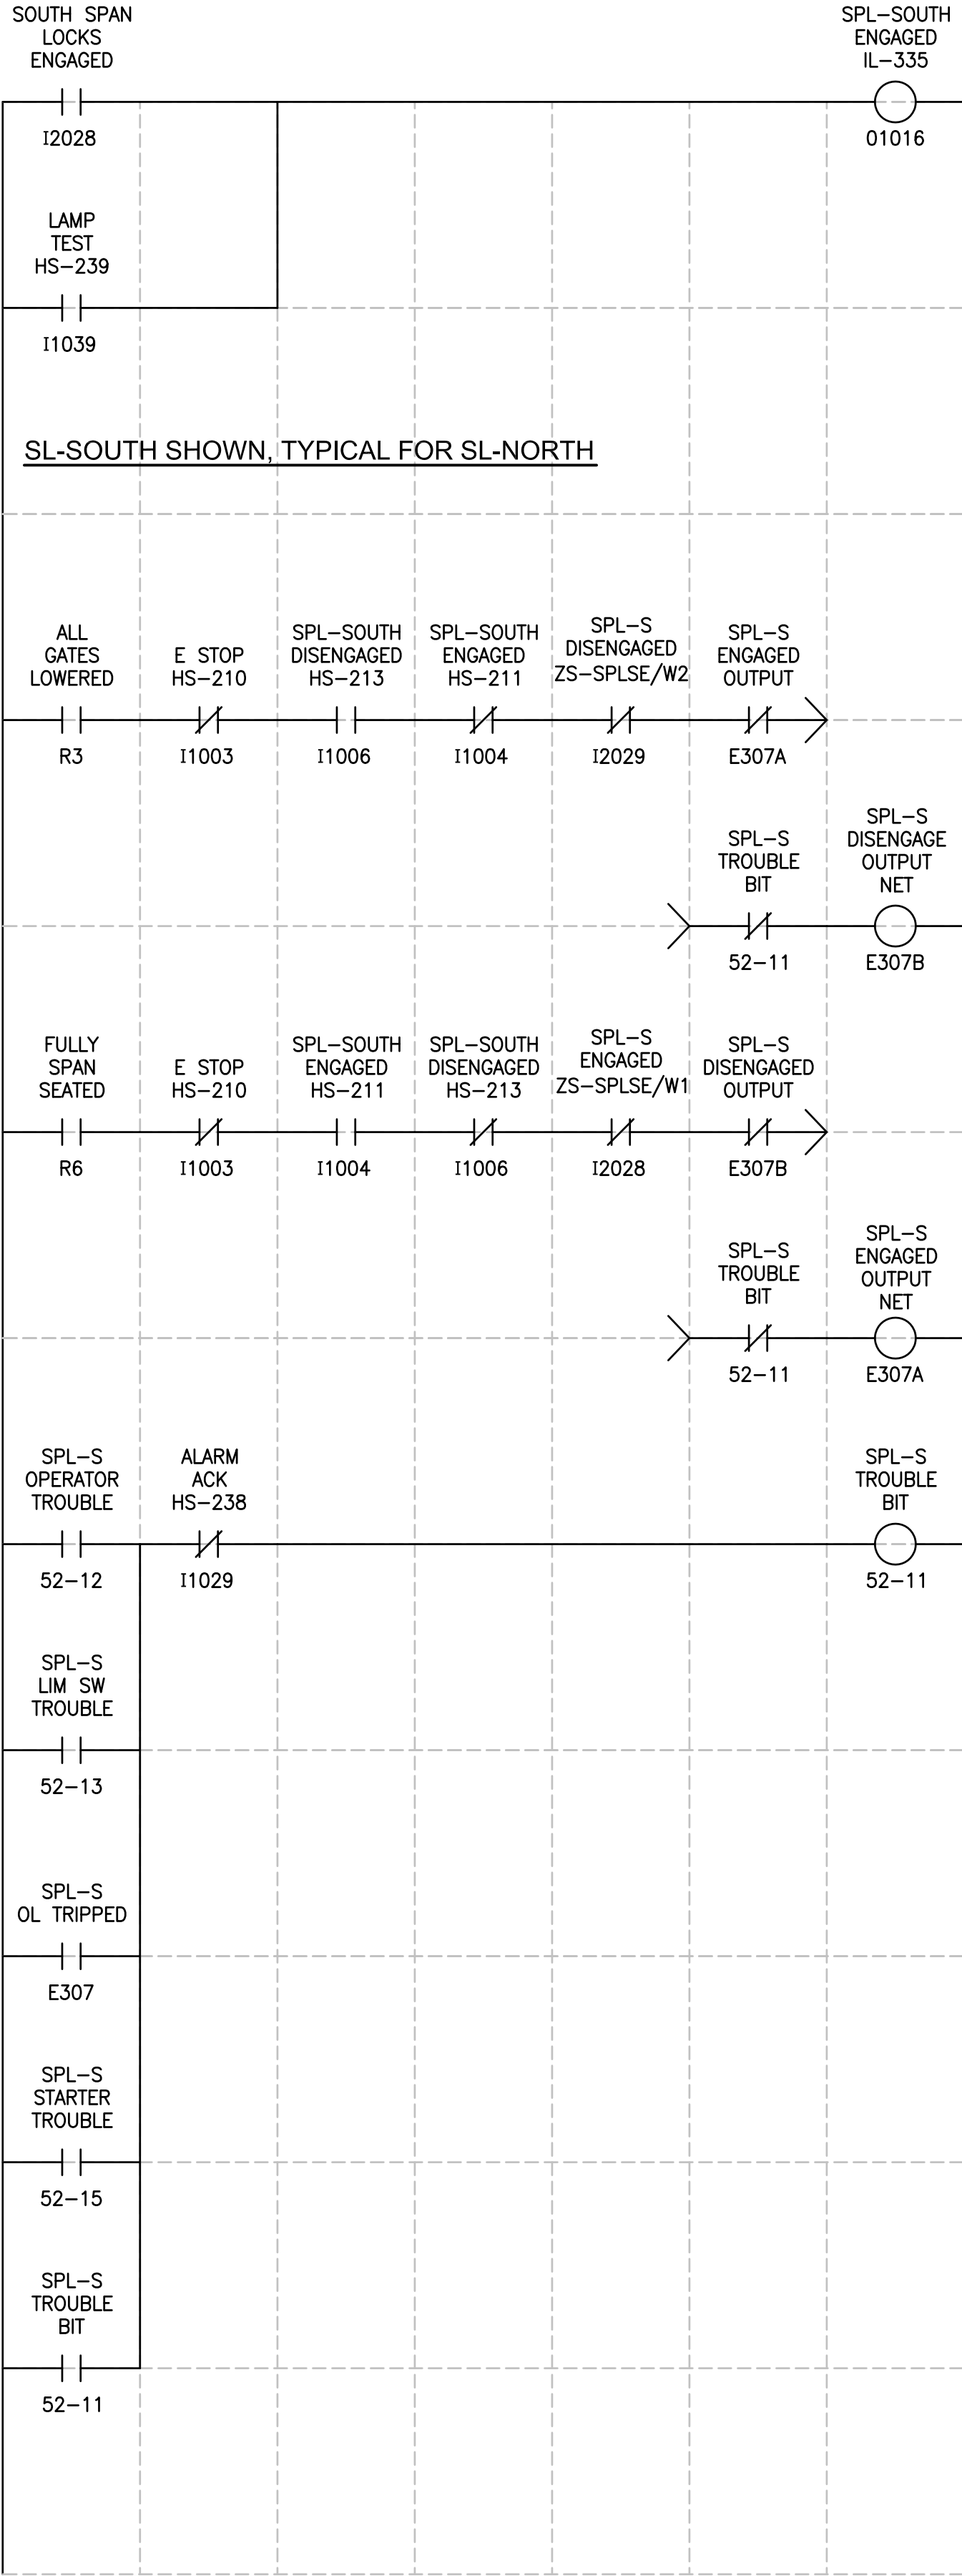 SOUTH SPAN
LOCKS
ENGAGED
I2028
SPL-SOUTH
ENGAGED
IL-335
01016
LAMP
TEST
HS-239
I1039
SL-SOUTH SHOWN, TYPICAL FOR SL-NORTH
ALL
GATES
LOWERED
R3
E STOP
HS-210
I1003
SPL-SOUTH
DISENGAGED
HS-213
I1006
SPL-SOUTH
ENGAGED
HS-211
I1004
SPL-S
DISENGAGED
ZS-SPLSE/W2
I2029
SPL-S
ENGAGED
OUTPUT
E307A
SPL-S
TROUBLE
BIT
52-11
SPL-S
DISENGAGE
OUTPUT
NET
E307B
FULLY
SPAN
SEATED
R6
E STOP
HS-210
I1003
SPL-SOUTH
ENGAGED
HS-211
I1004
SPL-SOUTH
DISENGAGED
HS-213
I1006
SPL-S
ENGAGED
ZS-SPLSE/W1
I2028
SPL-S
DISENGAGED
OUTPUT
E307B
SPL-S
TROUBLE
BIT
52-11
SPL-S
ENGAGED
OUTPUT
NET
E307A
SPL-S
OPERATOR
TROUBLE
52-12
ALARM
ACK
HS-238
I1029
SPL-S
TROUBLE
BIT
52-11
SPL-S
LIM SW
TROUBLE
52-13
SPL-S
OL TRIPPED
E307
SPL-S
STARTER
TROUBLE
52-15
SPL-S
TROUBLE
BIT
52-11